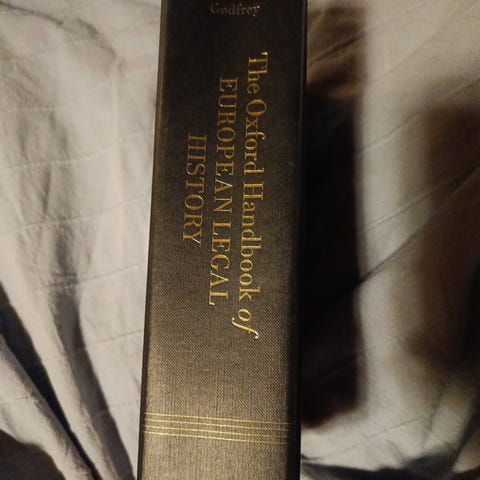 Godfrey
The Oxford Handbook of
EUROPEAN LEGAL
HISTORY